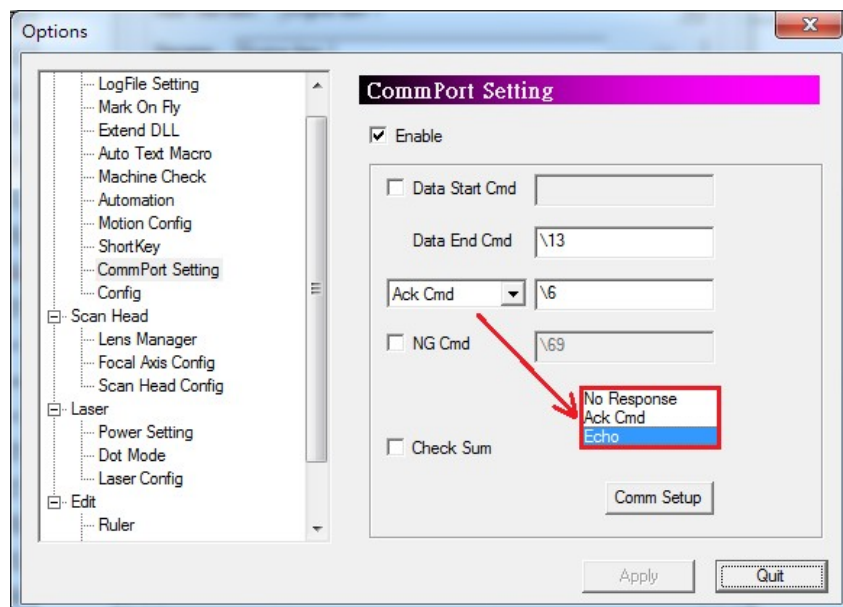 Options
LogFile Setting
Mark On Fly
Extend DLL
Auto Text Macro
Machine Check
Automation
Motion Config
ShortKey
CommPort Setting
Config
Scan Head
Lens Manager
Focal Axis Config
Scan Head Config
Laser
Power Setting
Dot Mode
Laser Config
Edit
Ruler
CommPort Setting
Enable
Data Start Cmd
Data End Cmd \13
Ack Cmd \6
NG Cmd \69
No Response
Ack Cmd
Echo
Check Sum
Comm Setup
Apply Quit